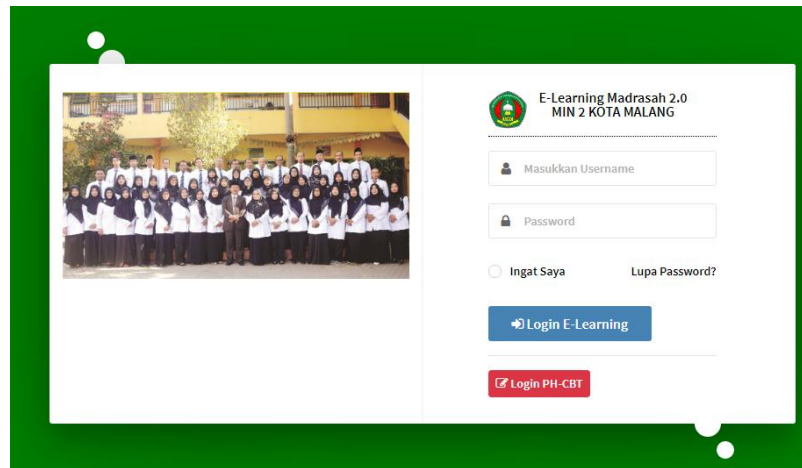 E-Learning Madrasah 2.0
MIN 2 KOTA MALANG
Masukkan Username
Password
Ingat Saya
Lupa Password?
Login E-Learning
Login PH-CBT